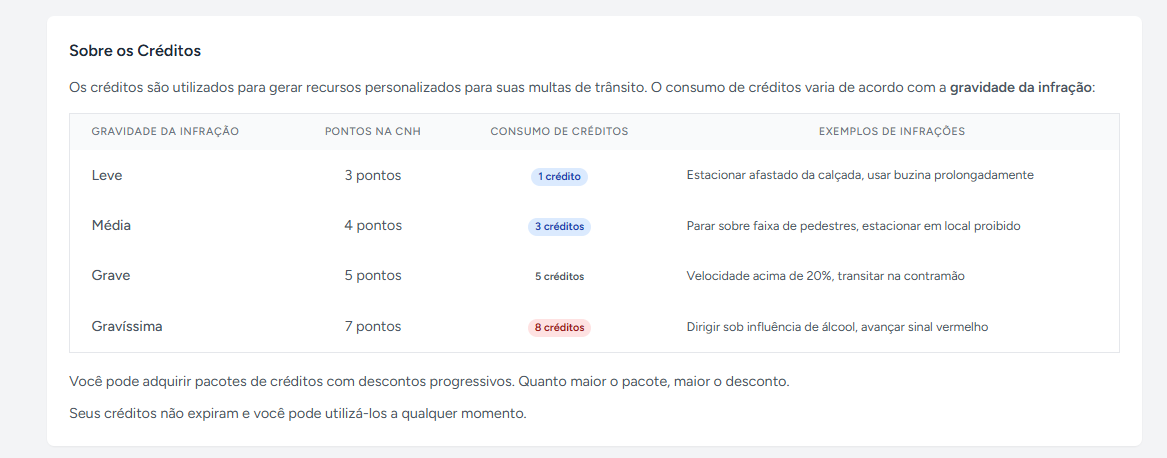 Sobre os Créditos
Os créditos são utilizados para gerar recursos personalizados para suas multas de trânsito. O consumo de créditos varia de acordo com a gravidade da infração:
GRAVIDADE DA INFRAÇÃO PONTOS NA CNH CONSUMO DE CRÉDITOS EXEMPLOS DE INFRAÇÕES
Leve 3 pontos 1 crédito Estacionar afastado da calçada, usar buzina prolongadamente
Média 4 pontos 3 créditos Parar sobre faixa de pedestres, estacionar em local proibido
Grave 5 pontos 5 créditos Velocidade acima de 20%, transitar na contramão
Gravíssima 7 pontos 8 créditos Dirigir sob influência de álcool, avançar sinal vermelho
Você pode adquirir pacotes de créditos com descontos progressivos. Quanto maior o pacote, maior o desconto.
Seus créditos não expiram e você pode utilizá-los a qualquer momento.